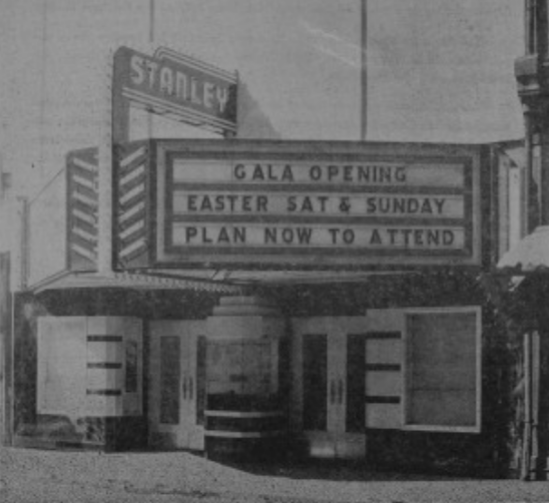 STANLEY
GALA OPENING
EASTER SAT & SUNDAY
PLAN NOW TO ATTEND